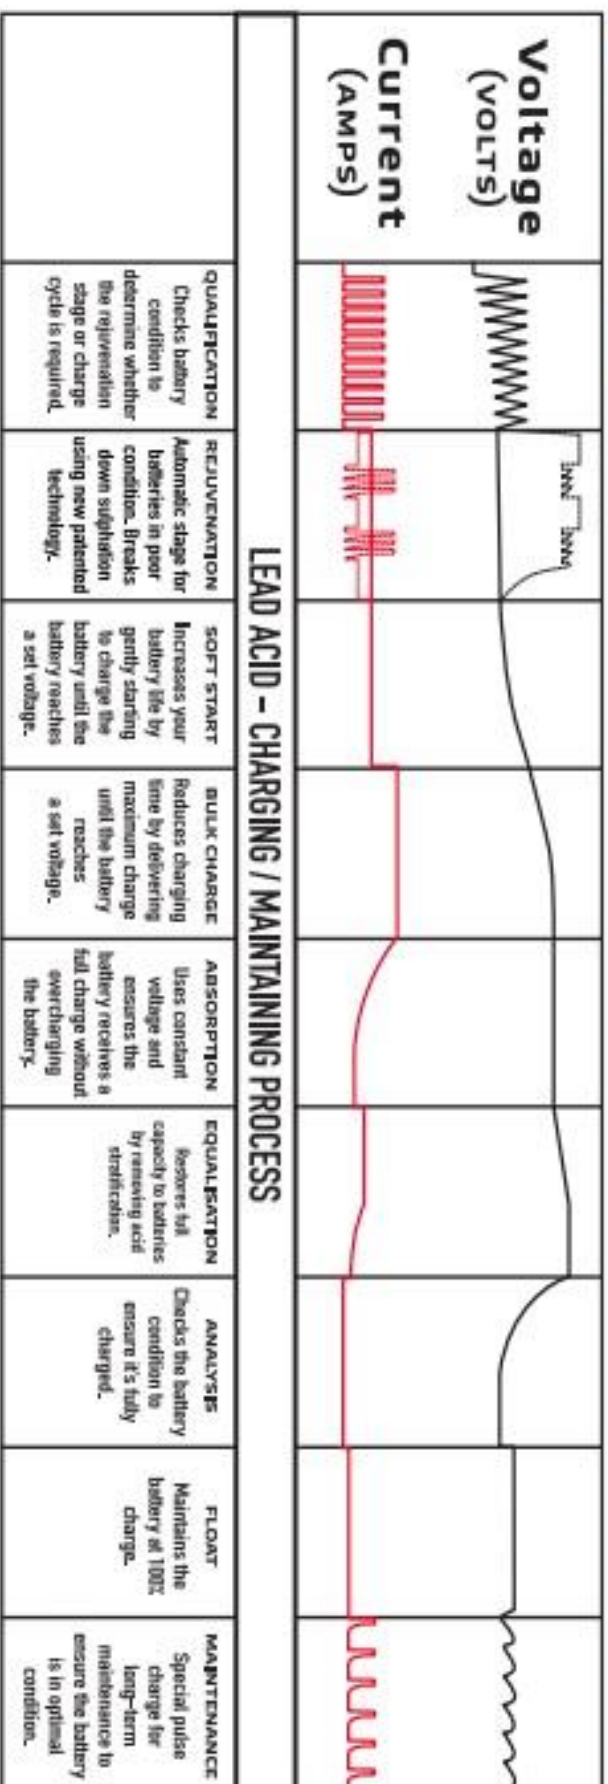 Voltage
(VOLTS)
Current
(AMPS)
LEAD ACID – CHARGING / MAINTAINING PROCESS
QUALIFICATION
Checks battery
condition to
determine whether
the rejuvenation
stage or charge
cycle is required.
REJUVENATION
Automatic stage for
batteries in poor
condition. Breaks
down sulphation
using new patented
technology.
SOFT START
Increases your
battery life by
gently starting
to charge the
battery until the
battery reaches
a set voltage.
BULK CHARGE
Reduces charging
time by delivering
maximum charge
until the battery
reaches
a set voltage.
ABSORPTION
Uses constant
voltage and
ensures the
battery receives a
full charge without
overcharging
the battery.
EQUALISATION
Restores full
capacity to batteries
by removing acid
stratification.
ANALYSIS
Checks the battery
condition to
ensure it's fully
charged.
FLOAT
Maintains the
battery at 100%
charge.
MAINTENANCE
Special pulse
charge for
long-term
maintenance to
ensure the battery
is in optimal
condition.